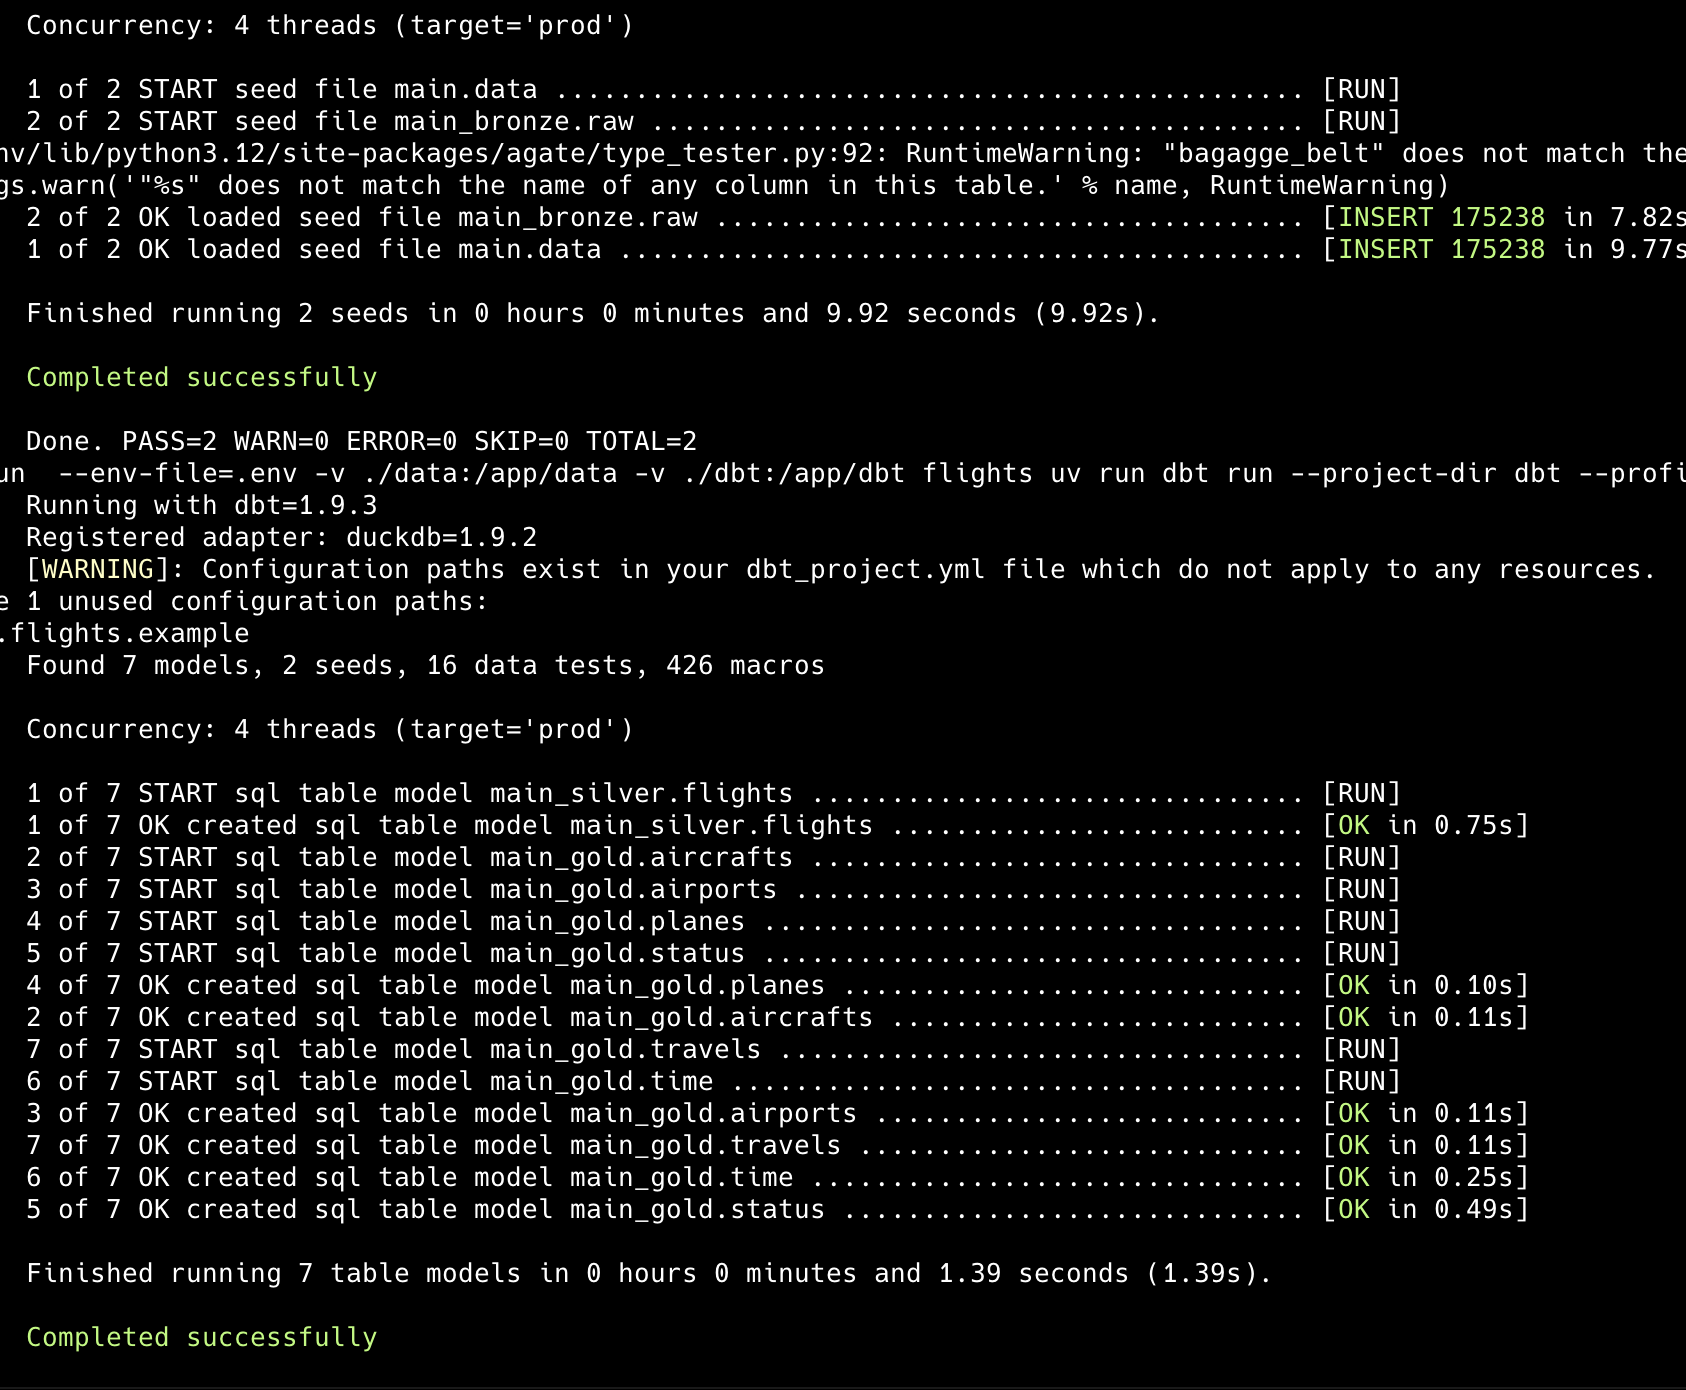 Concurrency: 4 threads (target='prod')
1 of 2 START seed file main.data ............................................... [RUN]
2 of 2 START seed file main_bronze.raw ......................................... [RUN]
nv/lib/python3.12/site-packages/agate/type_tester.py:92: RuntimeWarning: "bagagge_belt" does not match the
gs.warn('"%s" does not match the name of any column in this table.' % name, RuntimeWarning)
2 of 2 OK loaded seed file main_bronze.raw ..................................... [INSERT 175238 in 7.82s
1 of 2 OK loaded seed file main.data ........................................... [INSERT 175238 in 9.77s
Finished running 2 seeds in 0 hours 0 minutes and 9.92 seconds (9.92s).
Completed successfully
Done. PASS=2 WARN=0 ERROR=0 SKIP=0 TOTAL=2
un  --env-file=.env -v ./data:/app/data -v ./dbt:/app/dbt flights uv run dbt run --project-dir dbt --profi
Running with dbt=1.9.3
Registered adapter: duckdb=1.9.2
[WARNING]: Configuration paths exist in your dbt_project.yml file which do not apply to any resources.
e 1 unused configuration paths:
.flights.example
Found 7 models, 2 seeds, 16 data tests, 426 macros
Concurrency: 4 threads (target='prod')
1 of 7 START sql table model main_silver.flights ............................... [RUN]
1 of 7 OK created sql table model main_silver.flights .......................... [OK in 0.75s]
2 of 7 START sql table model main_gold.aircrafts ............................... [RUN]
3 of 7 START sql table model main_gold.airports ................................ [RUN]
4 of 7 START sql table model main_gold.planes .................................. [RUN]
5 of 7 START sql table model main_gold.status .................................. [RUN]
4 of 7 OK created sql table model main_gold.planes ............................. [OK in 0.10s]
2 of 7 OK created sql table model main_gold.aircrafts .......................... [OK in 0.11s]
7 of 7 START sql table model main_gold.travels ................................. [RUN]
6 of 7 START sql table model main_gold.time .................................... [RUN]
3 of 7 OK created sql table model main_gold.airports ........................... [OK in 0.11s]
7 of 7 OK created sql table model main_gold.travels ............................ [OK in 0.11s]
6 of 7 OK created sql table model main_gold.time ............................... [OK in 0.25s]
5 of 7 OK created sql table model main_gold.status ............................. [OK in 0.49s]
Finished running 7 table models in 0 hours 0 minutes and 1.39 seconds (1.39s).
Completed successfully